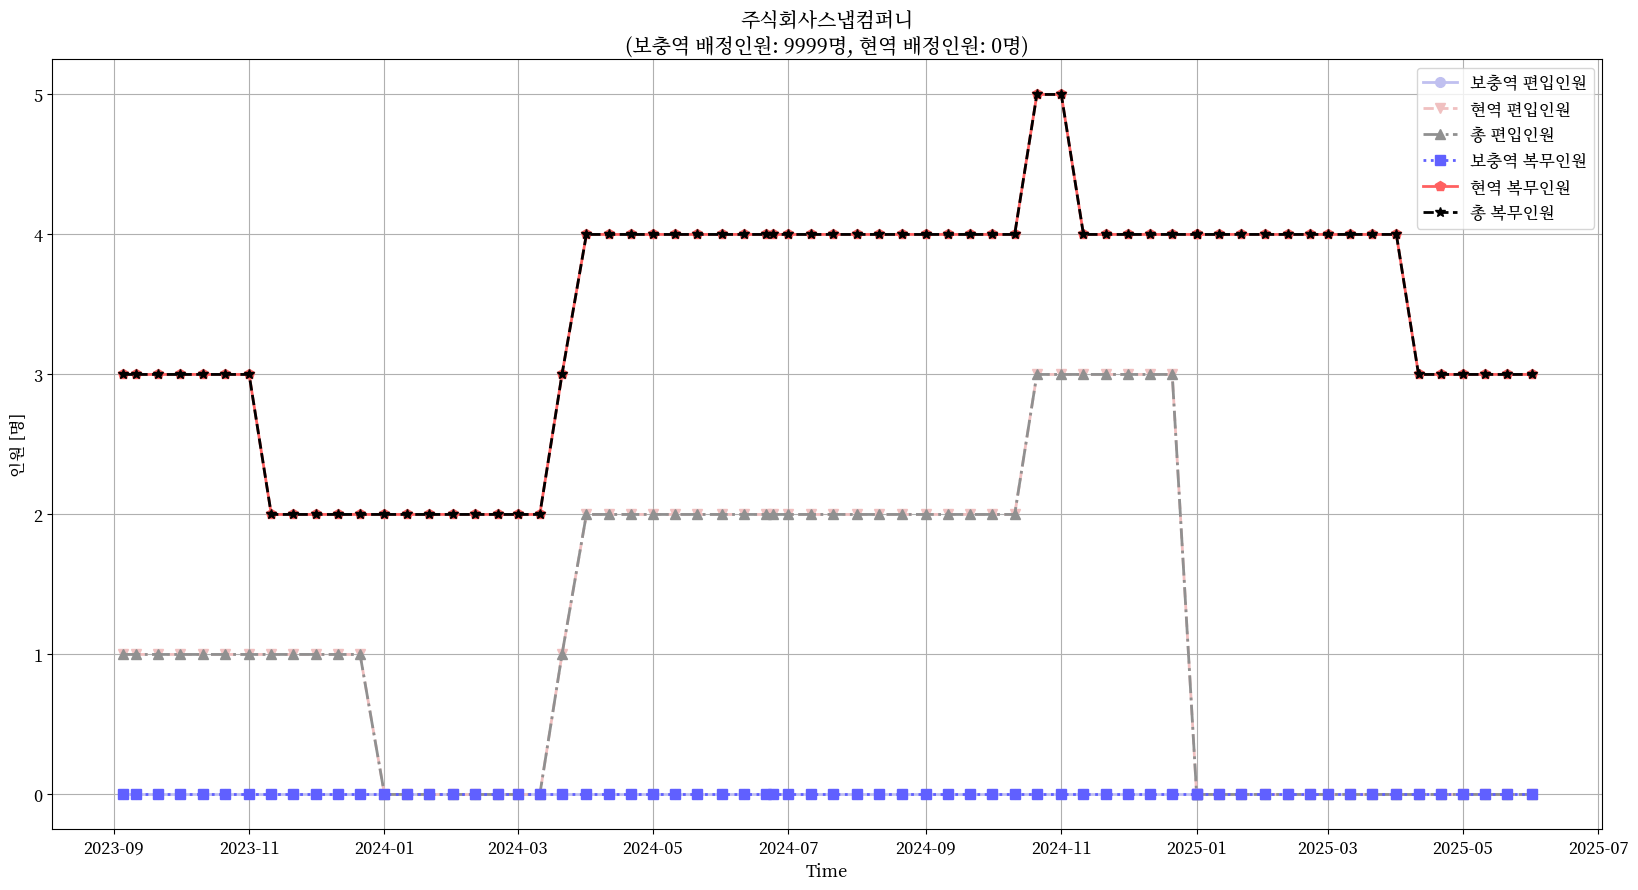 주식회사스냅컴퍼니
(보충역 배정인원: 9999명, 현역 배정인원: 0명)
보충역 편입인원
현역 편입인원
총 편입인원
보충역 복무인원
현역 복무인원
총 복무인원
인원 [명]
5
4
3
2
1
0
2023-09
2023-11
2024-01
2024-03
2024-05
2024-07
2024-09
2024-11
2025-01
2025-03
2025-05
2025-07
Time